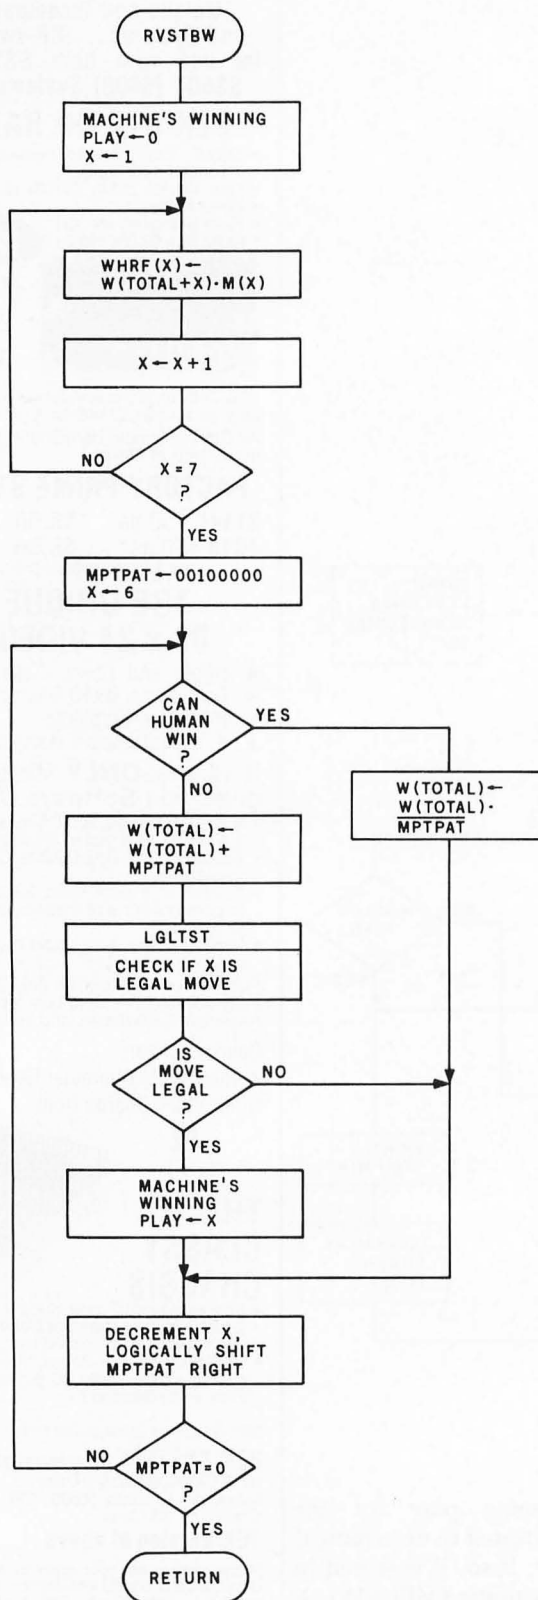 RVSTBW
MACHINE'S WINNING
PLAY←0
X←1
WHRF(X)←
W(TOTAL+X)·M(X)
X←X+1
NO
X=7
?
YES
MPTPAT←00100000
X←6
CAN
HUMAN
WIN
?
YES
NO
W(TOTAL)←
W(TOTAL)·
MPTPAT
W(TOTAL)←
W(TOTAL)+
MPTPAT
LGLTST
CHECK IF X IS
LEGAL MOVE
IS
MOVE
LEGAL
?
NO
YES
MACHINE'S
WINNING
PLAY←X
DECREMENT X,
LOGICALLY SHIFT
MPTPAT RIGHT
NO
MPTPAT=0
?
YES
RETURN